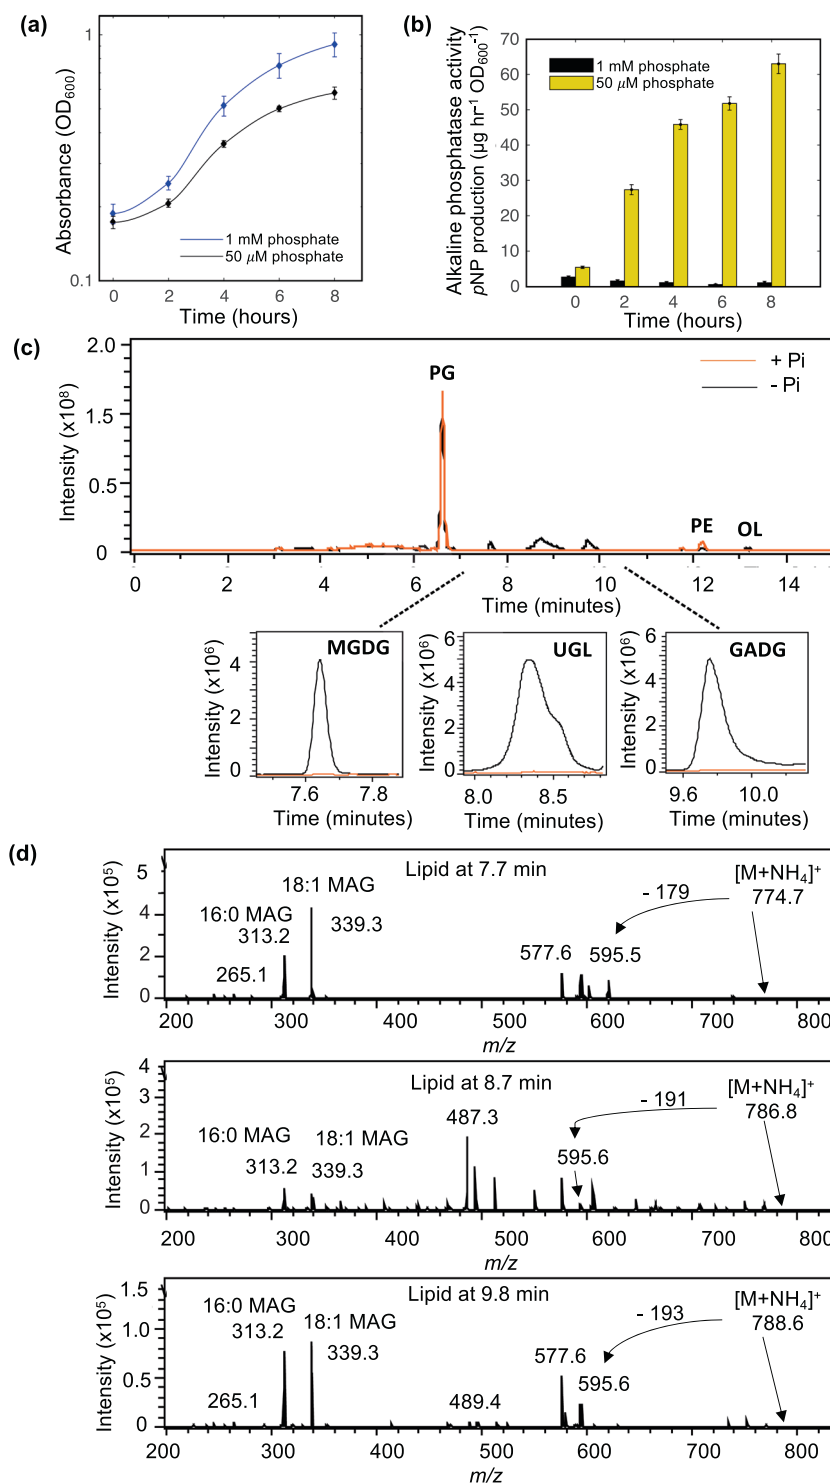 (a)
1
0.1
Absorbance (OD₆₀₀)
1 mM phosphate
50 µM phosphate
0 2 4 6 8
Time (hours)
(b)
Alkaline phosphatase activity
pNP production (µg hr⁻¹ OD₆₀₀⁻¹)
70
60
50
40
30
20
10
0
1 mM phosphate
50 µM phosphate
0 2 4 6 8
Time (hours)
(c)
Intensity (x10⁸)
2.0
1.5
0.5
0
PG
PE
OL
+ Pi
- Pi
0 2 4 6 8 10 12 14
Time (minutes)
Intensity (x10⁶)
4
2
0
MGDG
7.6 7.8
Time (minutes)
Intensity (x10⁶)
6
4
2
0
UGL
8.0 8.5
Time (minutes)
Intensity (x10⁶)
6
4
2
0
GADG
9.6 10.0
Time (minutes)
(d)
Intensity (x10⁵)
5
4
2
0
Lipid at 7.7 min
18:1 MAG
339.3
16:0 MAG
313.2
265.1
577.6
595.5
- 179
[M+NH₄]⁺
774.7
200 300 400 500 600 700 800
m/z
Intensity (x10⁵)
4
3
2
1
0
Lipid at 8.7 min
16:0 MAG
313.2
18:1 MAG
339.3
487.3
595.6
- 191
[M+NH₄]⁺
786.8
200 300 400 500 600 700 800
m/z
Intensity (x10⁵)
1.5
1.0
0.5
0
Lipid at 9.8 min
16:0 MAG
313.2
18:1 MAG
339.3
265.1
489.4
577.6
595.6
- 193
[M+NH₄]⁺
788.6
200 300 400 500 600 700 800
m/z